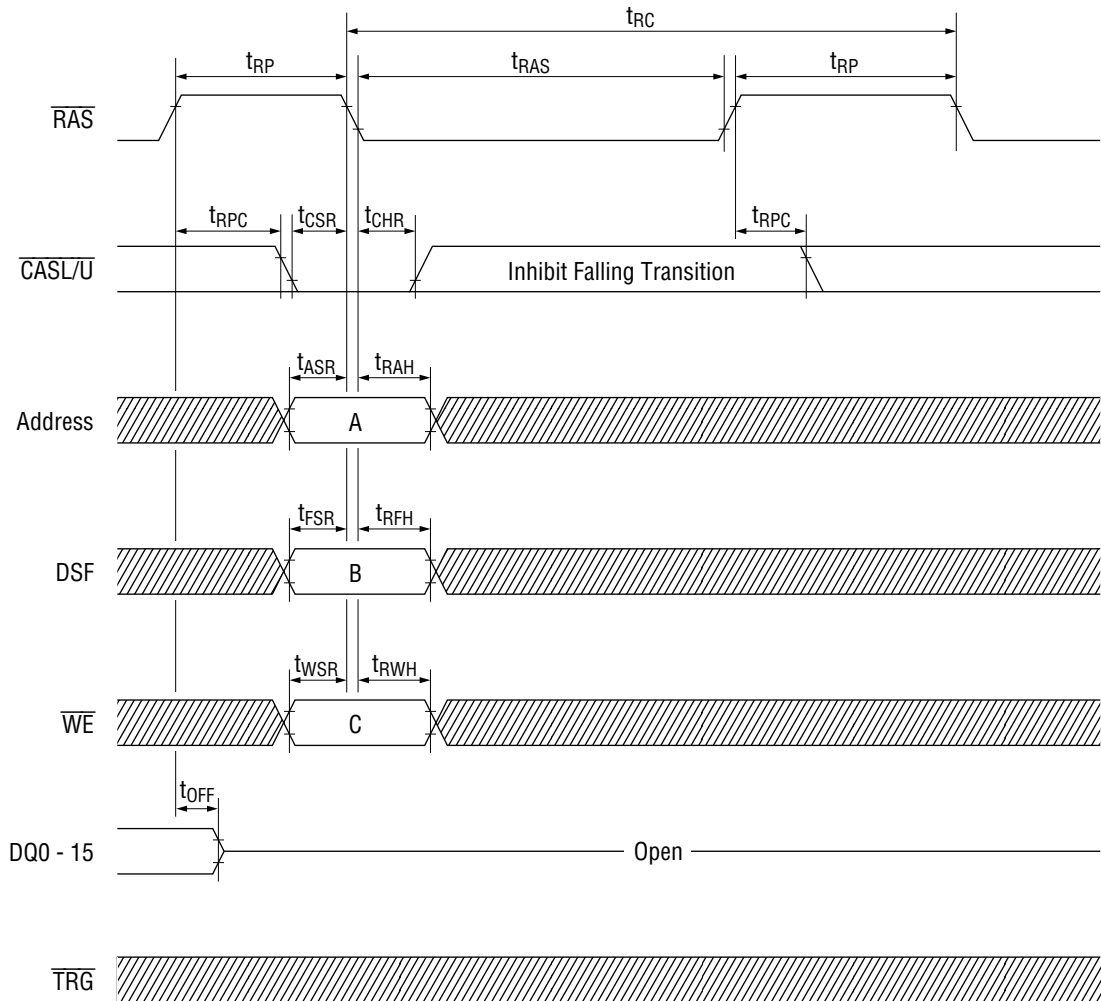 tRC
tRP tRAS tRP
RAS
tRPC tCSR tCHR tRPC
CASL/U Inhibit Falling Transition
tASR tRAH
Address A
tFSR tRFH
DSF B
tWSR tRWH
WE C
tOFF
DQ0 - 15 Open
TRG